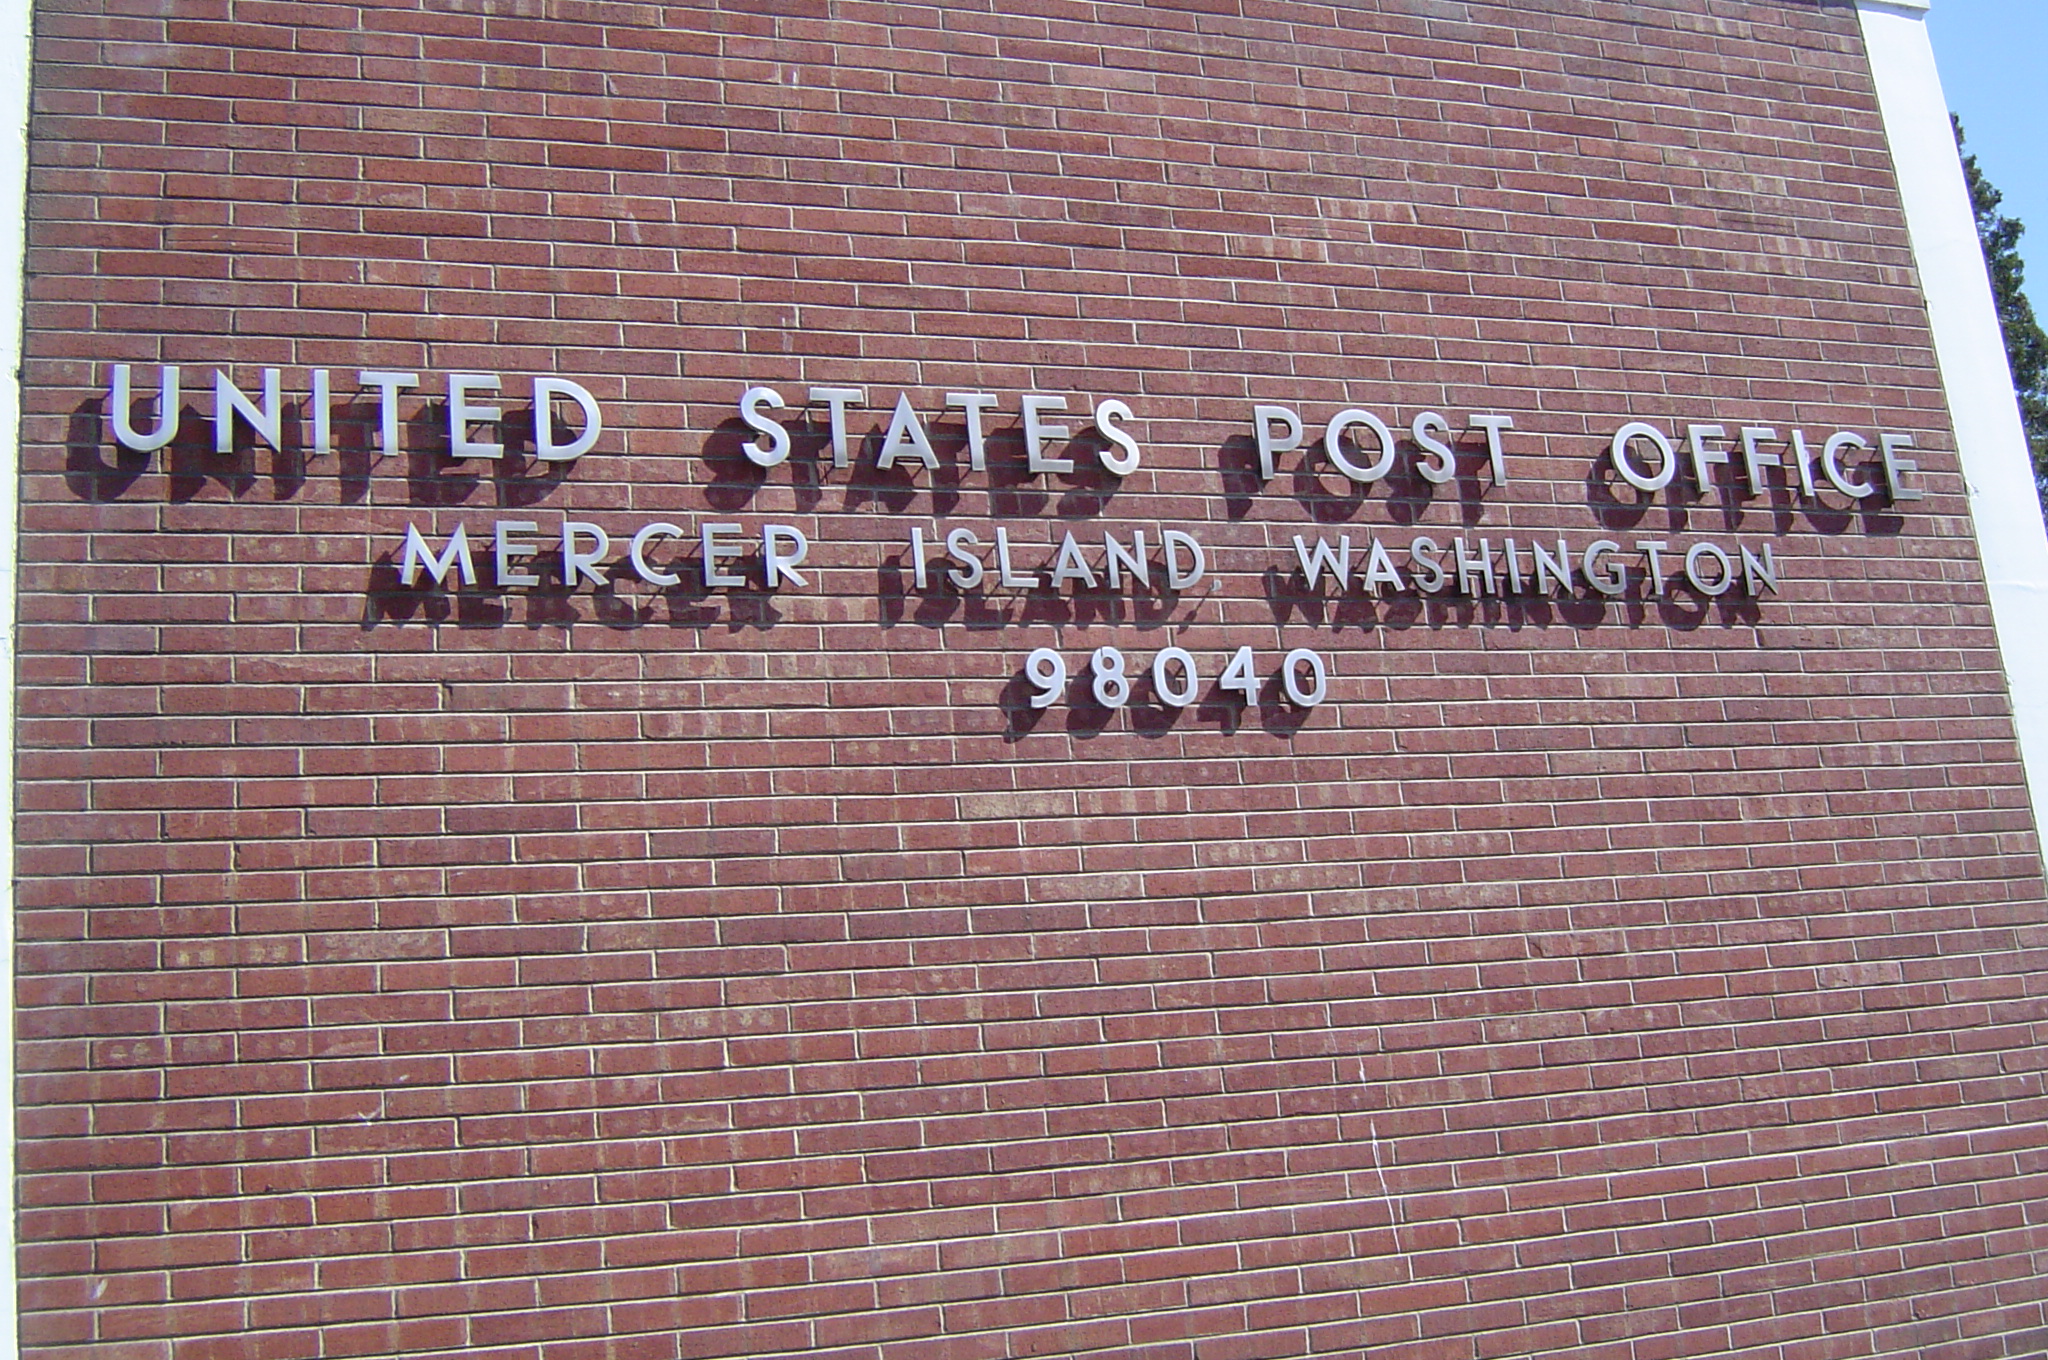 UNITED STATES POST OFFICE
MERCER ISLAND, WASHINGTON
98040